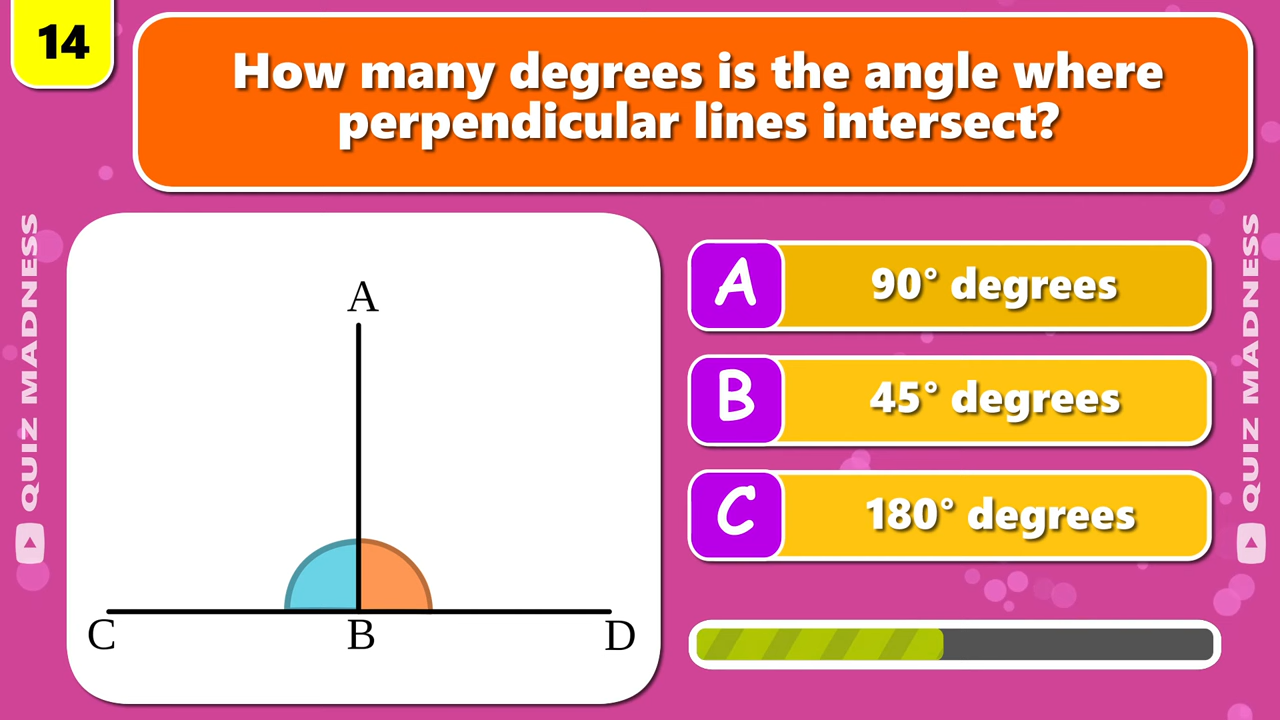 14
How many degrees is the angle where
perpendicular lines intersect?
QUIZ MADNESS
A
C
B
D
A
90° degrees
B
45° degrees
C
180° degrees
QUIZ MADNESS